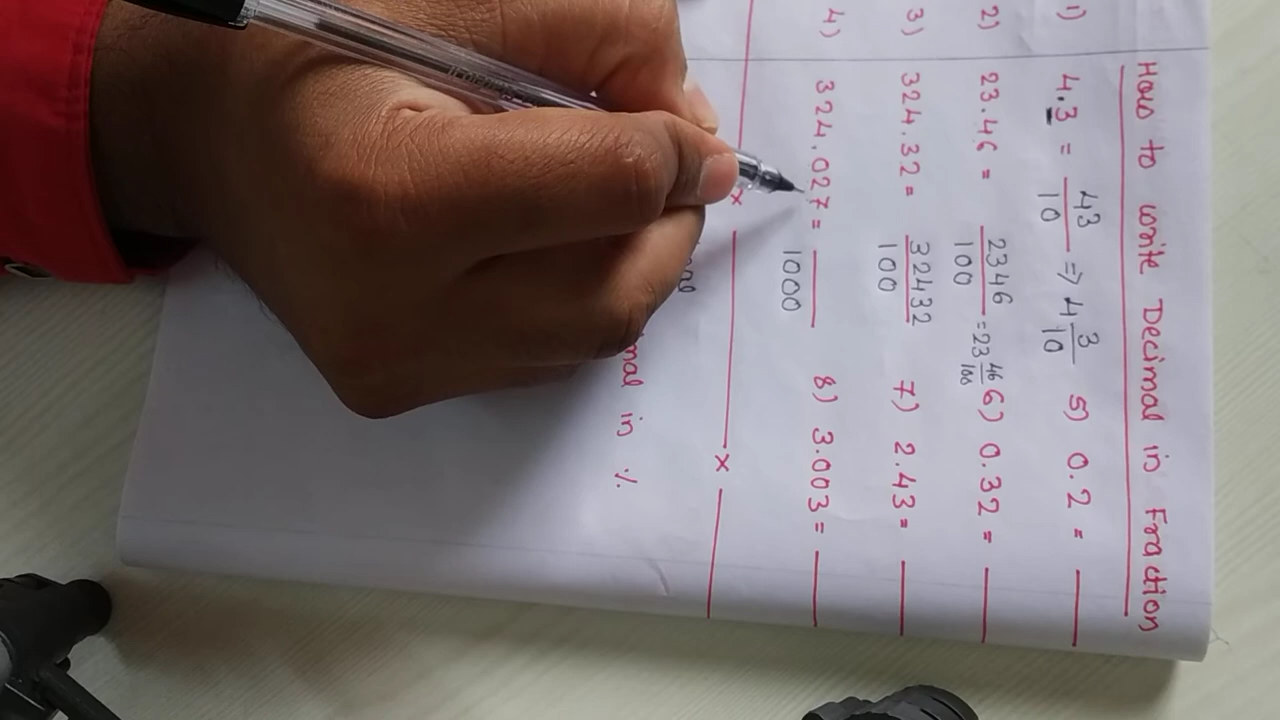 How to write Decimal in Fraction
1) 4.3 = 43/10 ⇒ 4 3/10
5) 0.2 =
2) 23.46 = 2346/100 = 23 46/100
6) 0.32 =
3) 324.32 = 32432/100
7) 2.43 =
4) 324.027 = /1000
8) 3.003 =
x x
in %